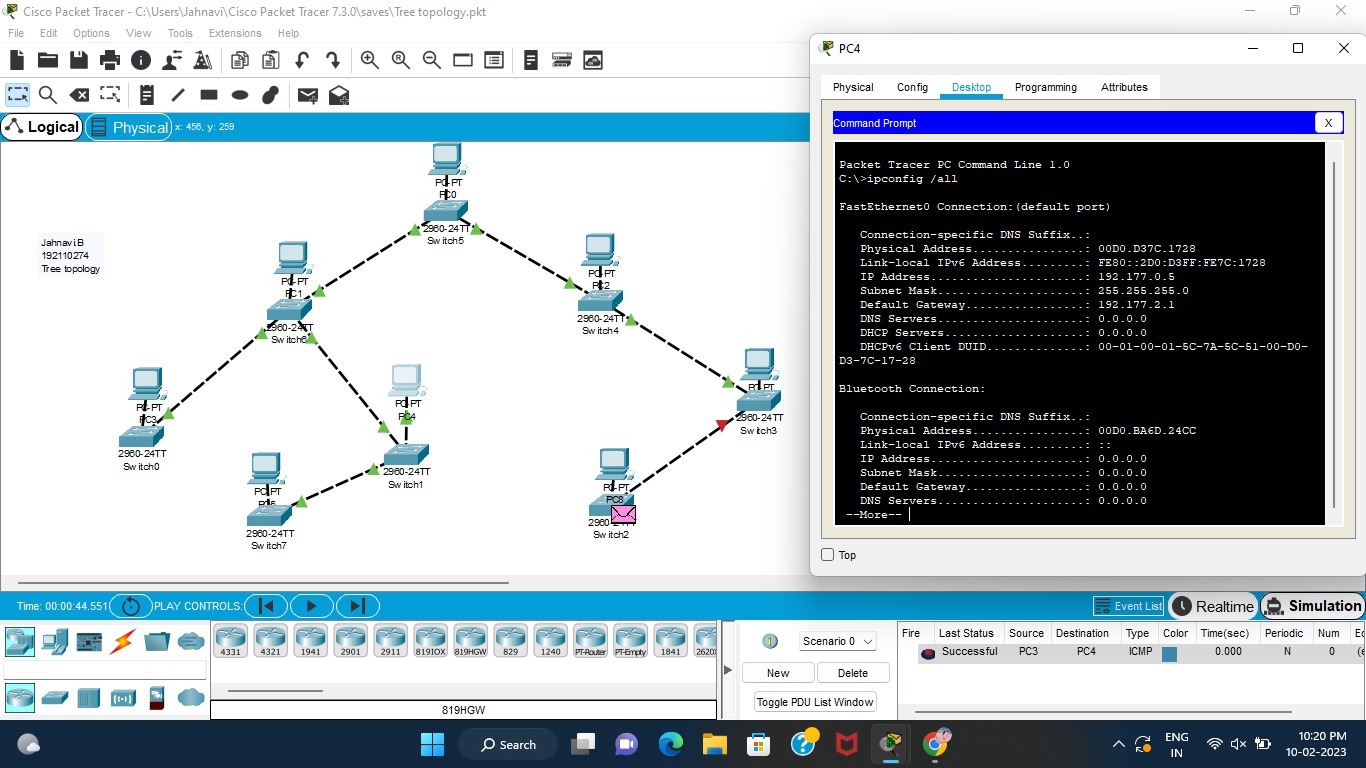 Cisco Packet Tracer - C:\Users\Jahnavi\Cisco Packet Tracer 7.3.0\saves\Tree topology.pkt
File Edit Options View Tools Extensions Help
Logical Physical x: 456, y: 259
Jahnavi.B
192110274
Tree topology
PC-PT
PC0
2960-24TT
Switch5
PC-PT
PC1
2960-24TT
Switch6
PC-PT
PC2
2960-24TT
Switch4
PC-PT
PC3
2960-24TT
Switch0
PC-PT
PC4
2960-24TT
Switch1
PC-PT
2960-24TT
Switch3
PC-PT
2960-24TT
Switch7
PC-PT
2960-24TT
Switch2
PC4
Physical Config Desktop Programming Attributes
Command Prompt X
Packet Tracer PC Command Line 1.0
C:\>ipconfig /all
FastEthernet0 Connection:(default port)
Connection-specific DNS Suffix..:
Physical Address................: 00D0.D37C.1728
Link-local IPv6 Address.........: FE80::2D0:D3FF:FE7C:1728
IP Address......................: 192.177.0.5
Subnet Mask.....................: 255.255.255.0
Default Gateway.................: 192.177.2.1
DNS Servers.....................: 0.0.0.0
DHCP Servers....................: 0.0.0.0
DHCPv6 Client DUID..............: 00-01-00-01-5C-7A-5C-51-00-D0-
D3-7C-17-28
Bluetooth Connection:
Connection-specific DNS Suffix..:
Physical Address................: 00D0.BA6D.24CC
Link-local IPv6 Address.........: ::
IP Address......................: 0.0.0.0
Subnet Mask.....................: 0.0.0.0
Default Gateway.................: 0.0.0.0
DNS Servers.....................: 0.0.0.0
--More--
Top
Time: 00:00:44.551 PLAY CONTROLS:
Event List Realtime Simulation
4331 4321 1941 2901 2911 819IOX 819HGW 829 1240 PT-Router PT-Empty 1841 2620X
819HGW
Scenario 0
New Delete
Toggle PDU List Window
Fire Last Status Source Destination Type Color Time(sec) Periodic Num Ec
Successful PC3 PC4 ICMP 0.000 N 0 (e
Search
ENG
IN
10:20 PM
10-02-2023